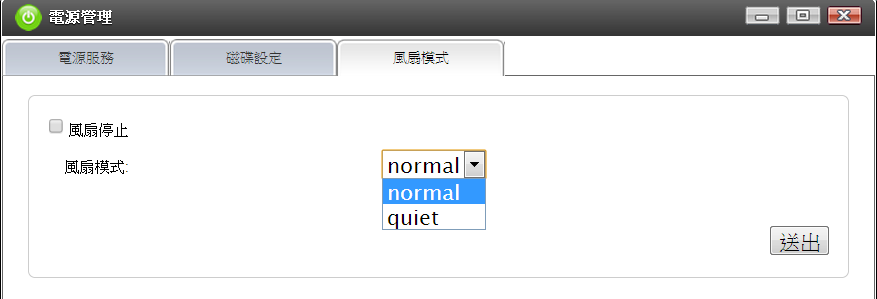 電源管理
電源服務 磁碟設定 風扇模式
風扇停止
風扇模式: normal
normal
quiet
送出